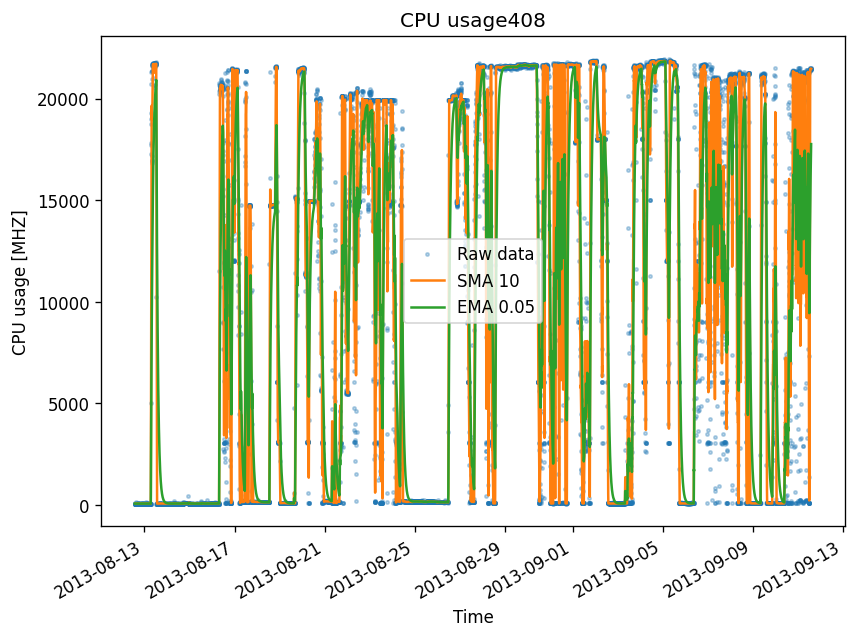 CPU usage408
CPU usage [MHZ]
20000
15000
10000
5000
0
Raw data
SMA 10
EMA 0.05
2013-08-13
2013-08-17
2013-08-21
2013-08-25
2013-08-29
2013-09-01
2013-09-05
2013-09-09
2013-09-13
Time